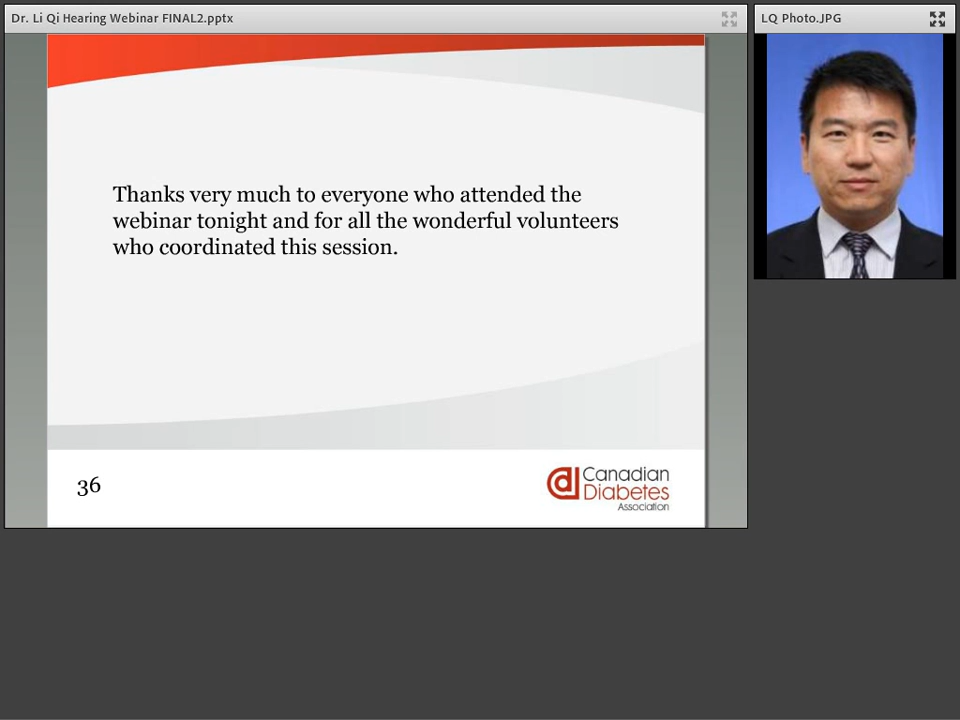 Dr. Li Qi Hearing Webinar FINAL2.pptx
LQ Photo.JPG
Thanks very much to everyone who attended the
webinar tonight and for all the wonderful volunteers
who coordinated this session.
36
Canadian
Diabetes
Association